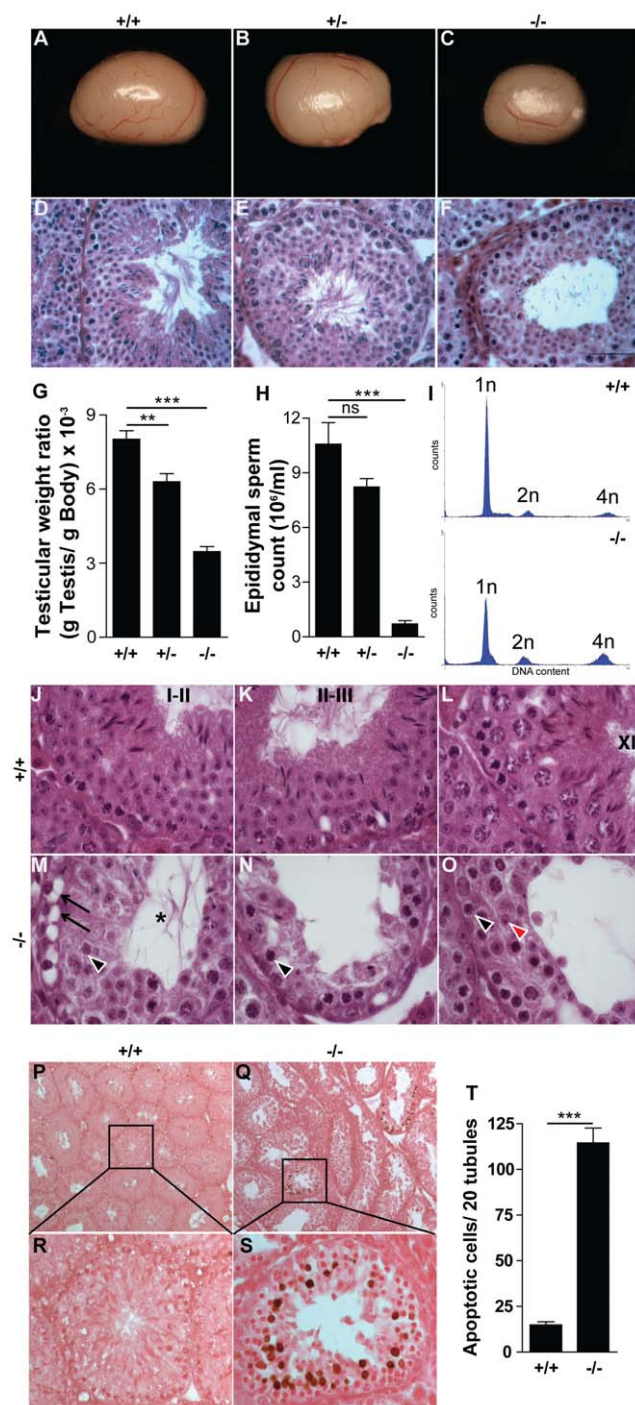 +/+ +/- -/-
A B C
D E F
G H I
Testicular weight ratio
(g Testis/ g Body) x 10-3
9
6
3
0
***
**
+/+ +/- -/-
Epididymal sperm
count (10⁶/ml)
12
9
6
3
0
***
ns
+/+ +/- -/-
counts
1n
2n
4n
+/+
counts
1n
2n
4n
-/-
DNA content
+/+
J I-II K II-III L XI
-/-
M * N O
+/+ -/-
P Q
R S
T
Apoptotic cells/ 20 tubules
125
100
75
50
25
0
***
+/+ -/-